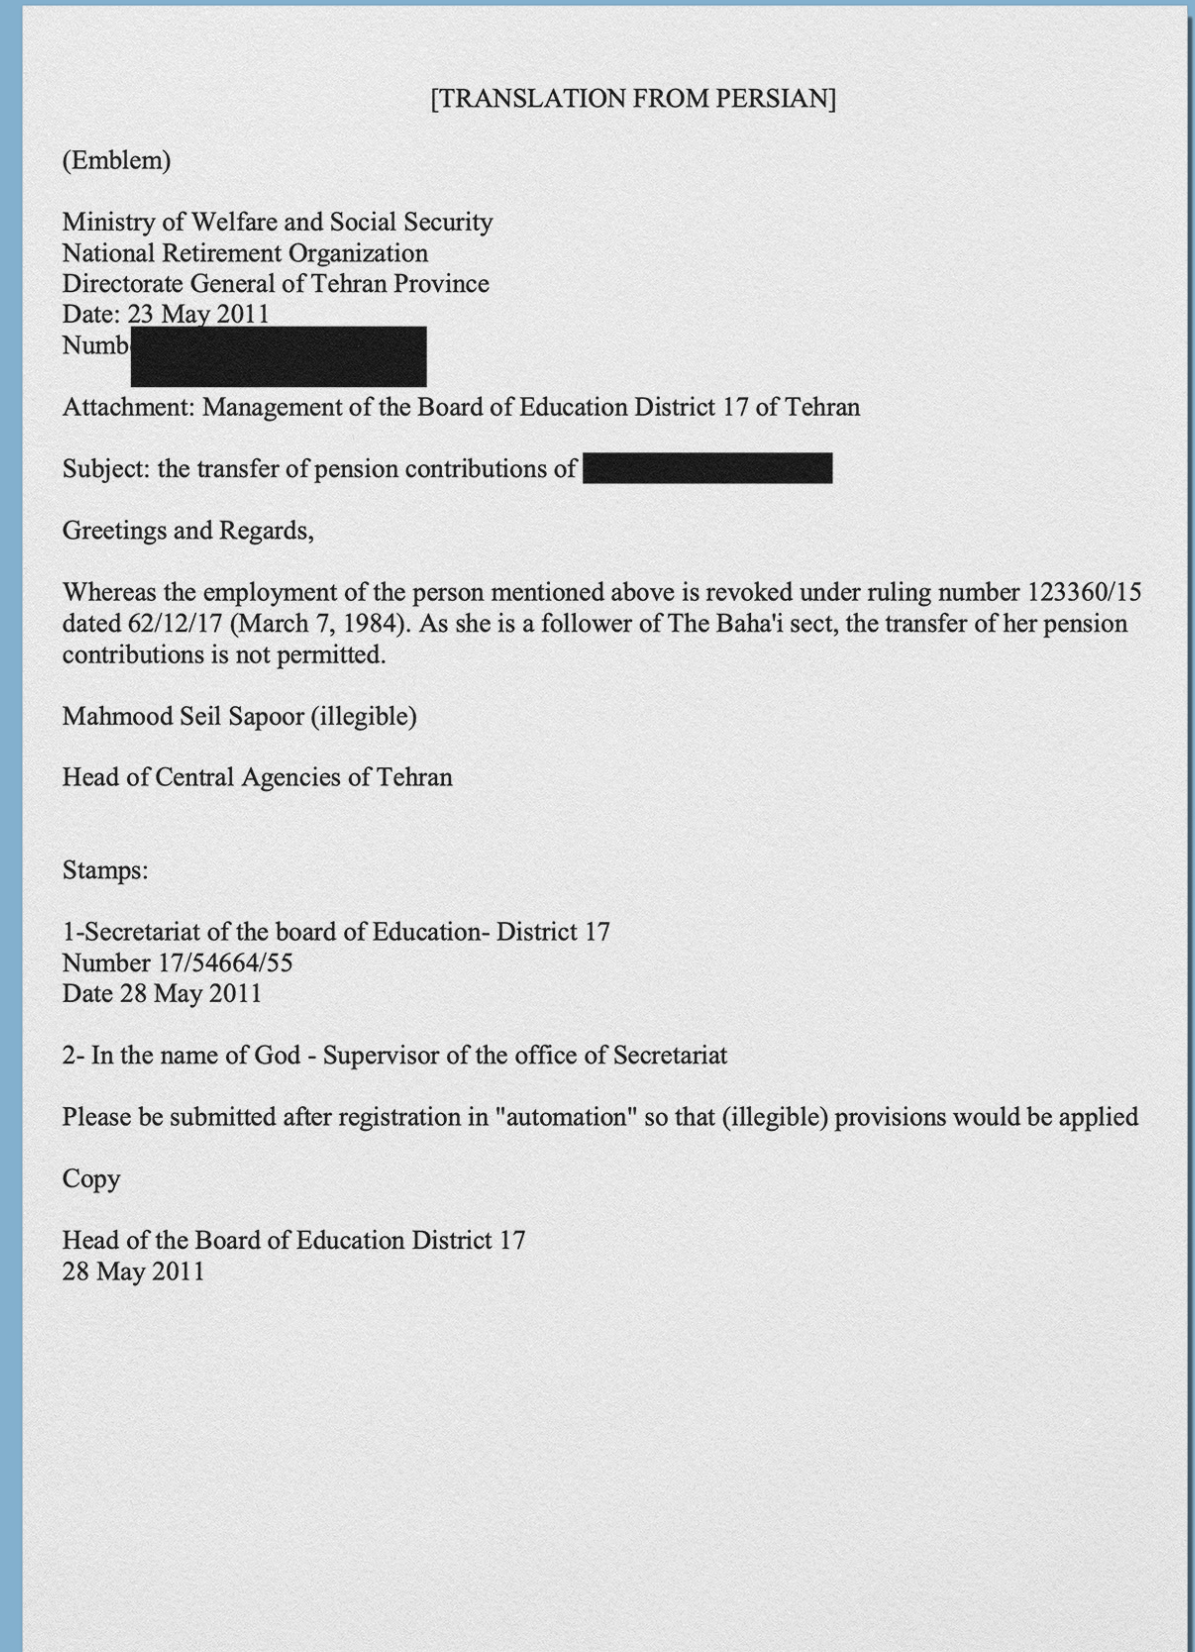 [TRANSLATION FROM PERSIAN]
(Emblem)
Ministry of Welfare and Social Security
National Retirement Organization
Directorate General of Tehran Province
Date: 23 May 2011
Numb
Attachment: Management of the Board of Education District 17 of Tehran
Subject: the transfer of pension contributions of
Greetings and Regards,
Whereas the employment of the person mentioned above is revoked under ruling number 123360/15
dated 62/12/17 (March 7, 1984). As she is a follower of The Baha'i sect, the transfer of her pension
contributions is not permitted.
Mahmood Seil Sapoor (illegible)
Head of Central Agencies of Tehran
Stamps:
1-Secretariat of the board of Education- District 17
Number 17/54664/55
Date 28 May 2011
2- In the name of God - Supervisor of the office of Secretariat
Please be submitted after registration in "automation" so that (illegible) provisions would be applied
Copy
Head of the Board of Education District 17
28 May 2011